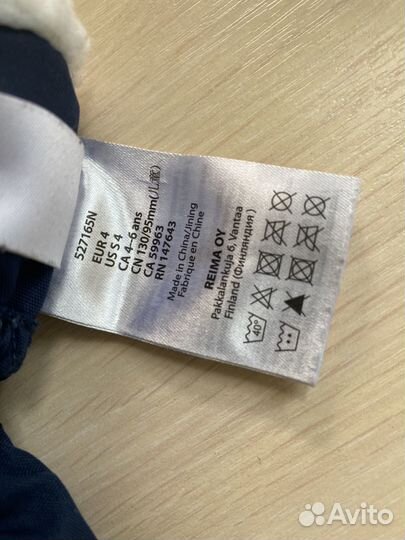 527165N
EUR 4
US S 4
CA 4-6 ans
CN 130/95mm(儿童)
CA 59963
RN 147643
Made in China/Jining
Fabriqué en Chine
REIMA OY
Pakkalankuja 6, Vantaa
Finland (Финляндия)
40°
Avito